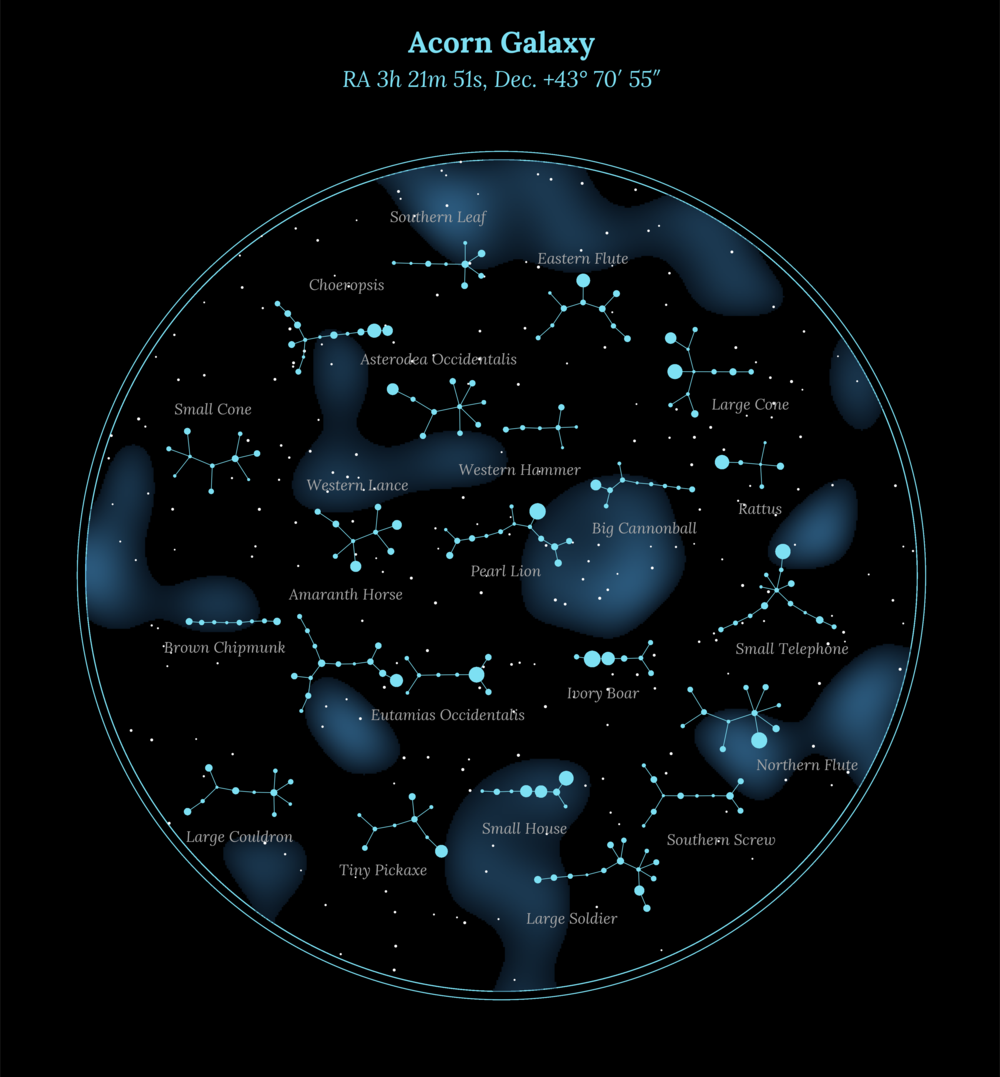 Acorn Galaxy
RA 3h 21m 51s, Dec. +43° 70′ 55″
Southern Leaf
Eastern Flute
Choeropsis
Asterodea Occidentalis
Large Cone
Small Cone
Western Hammer
Western Lance
Rattus
Big Cannonball
Pearl Lion
Amaranth Horse
Brown Chipmunk
Small Telephone
Ivory Boar
Eutamias Occidentalis
Northern Flute
Small House
Large Couldron
Southern Screw
Tiny Pickaxe
Large Soldier